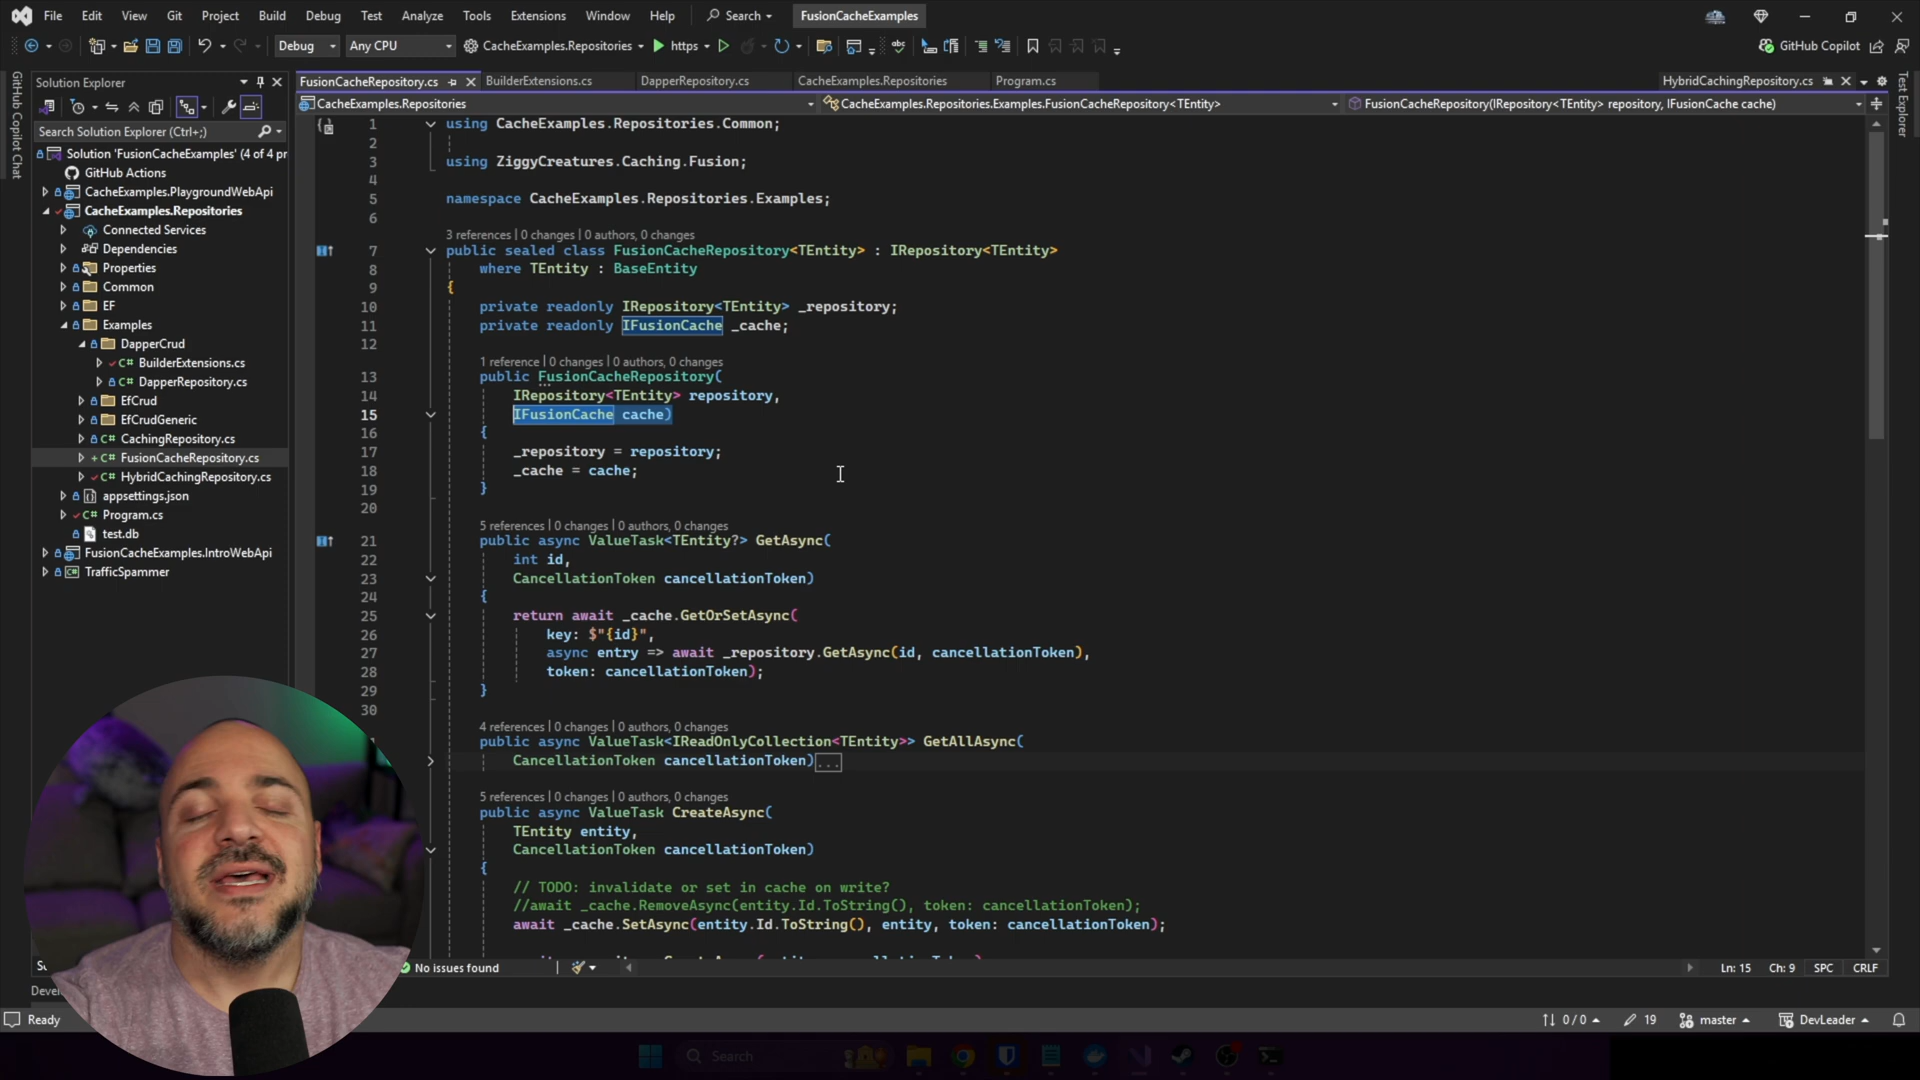 File Edit View Git Project Build Debug Test Analyze Tools Extensions Window Help Search FusionCacheExamples
Debug Any CPU CacheExamples.Repositories https GitHub Copilot
Solution Explorer
Search Solution Explorer (Ctrl+;)
Solution 'FusionCacheExamples' (4 of 4 pr
GitHub Actions
CacheExamples.PlaygroundWebApi
CacheExamples.Repositories
Connected Services
Dependencies
Properties
Common
EF
Examples
DapperCrud
BuilderExtensions.cs
DapperRepository.cs
EfCrud
EfCrudGeneric
CachingRepository.cs
FusionCacheRepository.cs
HybridCachingRepository.cs
appsettings.json
Program.cs
test.db
FusionCacheExamples.IntroWebApi
TrafficSpammer
GitHub Copilot Chat
Test Explorer
FusionCacheRepository.cs BuilderExtensions.cs DapperRepository.cs CacheExamples.Repositories Program.cs HybridCachingRepository.cs
CacheExamples.Repositories CacheExamples.Repositories.Examples.FusionCacheRepository<TEntity> FusionCacheRepository(IRepository<TEntity> repository, IFusionCache cache)
1 using CacheExamples.Repositories.Common;
2
3 using ZiggyCreatures.Caching.Fusion;
4
5 namespace CacheExamples.Repositories.Examples;
6
3 references | 0 changes | 0 authors, 0 changes
7 public sealed class FusionCacheRepository<TEntity> : IRepository<TEntity>
8 where TEntity : BaseEntity
9 {
10 private readonly IRepository<TEntity> _repository;
11 private readonly IFusionCache _cache;
12
1 reference | 0 changes | 0 authors, 0 changes
13 public FusionCacheRepository(
14 IRepository<TEntity> repository,
15 IFusionCache cache)
16 {
17 _repository = repository;
18 _cache = cache;
19 }
20
5 references | 0 changes | 0 authors, 0 changes
21 public async ValueTask<TEntity?> GetAsync(
22 int id,
23 CancellationToken cancellationToken)
24 {
25 return await _cache.GetOrSetAsync(
26 key: $"{id}",
27 async entry => await _repository.GetAsync(id, cancellationToken),
28 token: cancellationToken);
29 }
30
4 references | 0 changes | 0 authors, 0 changes
public async ValueTask<IReadOnlyCollection<TEntity>> GetAllAsync(
CancellationToken cancellationToken)...
5 references | 0 changes | 0 authors, 0 changes
public async ValueTask CreateAsync(
TEntity entity,
CancellationToken cancellationToken)
{
// TODO: invalidate or set in cache on write?
//await _cache.RemoveAsync(entity.Id.ToString(), token: cancellationToken);
await _cache.SetAsync(entity.Id.ToString(), entity, token: cancellationToken);
No issues found Ln: 15 Ch: 9 SPC CRLF
Ready 0 / 0 19 master DevLeader
Search